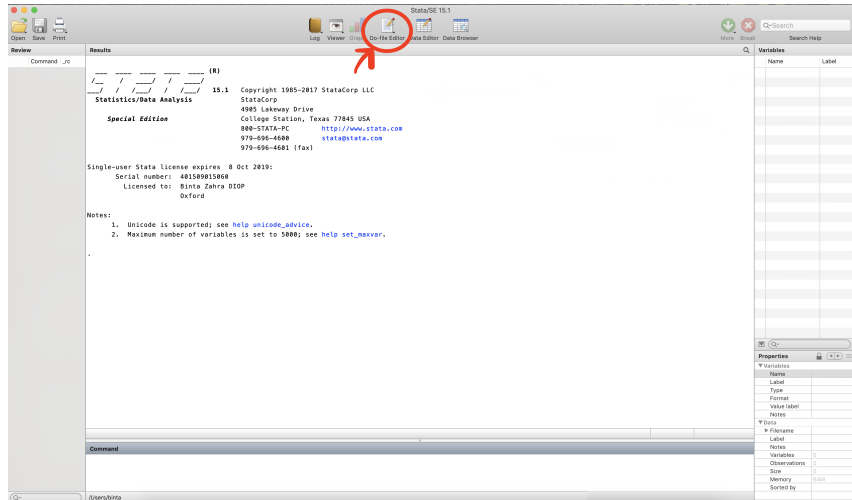 Stata/SE 15.1
Open Save Print
Log Viewer Graph Do-file Editor Data Editor Data Browser
More Break
Q-Search
Search Help
Review
Results
Variables
Command _rc
Name Label
(R)
15.1 Copyright 1985-2017 StataCorp LLC
Statistics/Data Analysis StataCorp
4905 Lakeway Drive
Special Edition College Station, Texas 77845 USA
800-STATA-PC http://www.stata.com
979-696-4600 stata@stata.com
979-696-4601 (fax)
Single-user Stata license expires 8 Oct 2019:
Serial number: 401509015060
Licensed to: Binta Zahra DIOP
Oxford
Notes:
1. Unicode is supported; see help unicode_advice.
2. Maximum number of variables is set to 5000; see help set_maxvar.
.
Properties
Variables
Name
Label
Type
Format
Value label
Notes
Data
Filename
Label
Notes
Variables 0
Observations 0
Size 0
Memory 64M
Sorted by
Command
/Users/binta